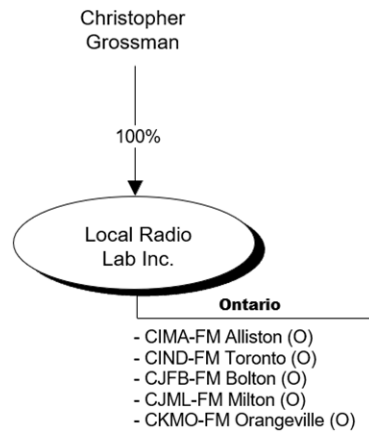 Christopher
Grossman
100%
Local Radio
Lab Inc.
Ontario
- CIMA-FM Alliston (O)
- CIND-FM Toronto (O)
- CJFB-FM Bolton (O)
- CJML-FM Milton (O)
- CKMO-FM Orangeville (O)